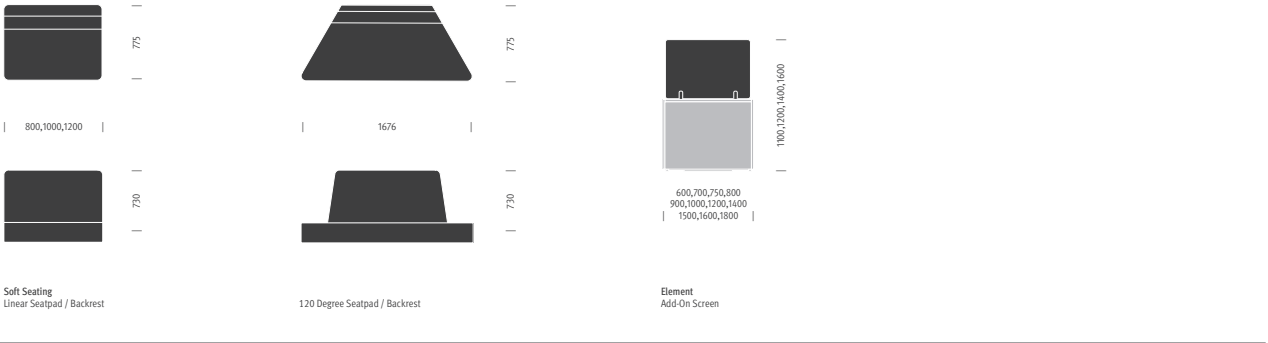 775
800,1000,1200
730
Soft Seating
Linear Seatpad / Backrest
775
1676
730
120 Degree Seatpad / Backrest
1100,1200,1400,1600
600,700,750,800
900,1000,1200,1400
1500,1600,1800
Element
Add-On Screen